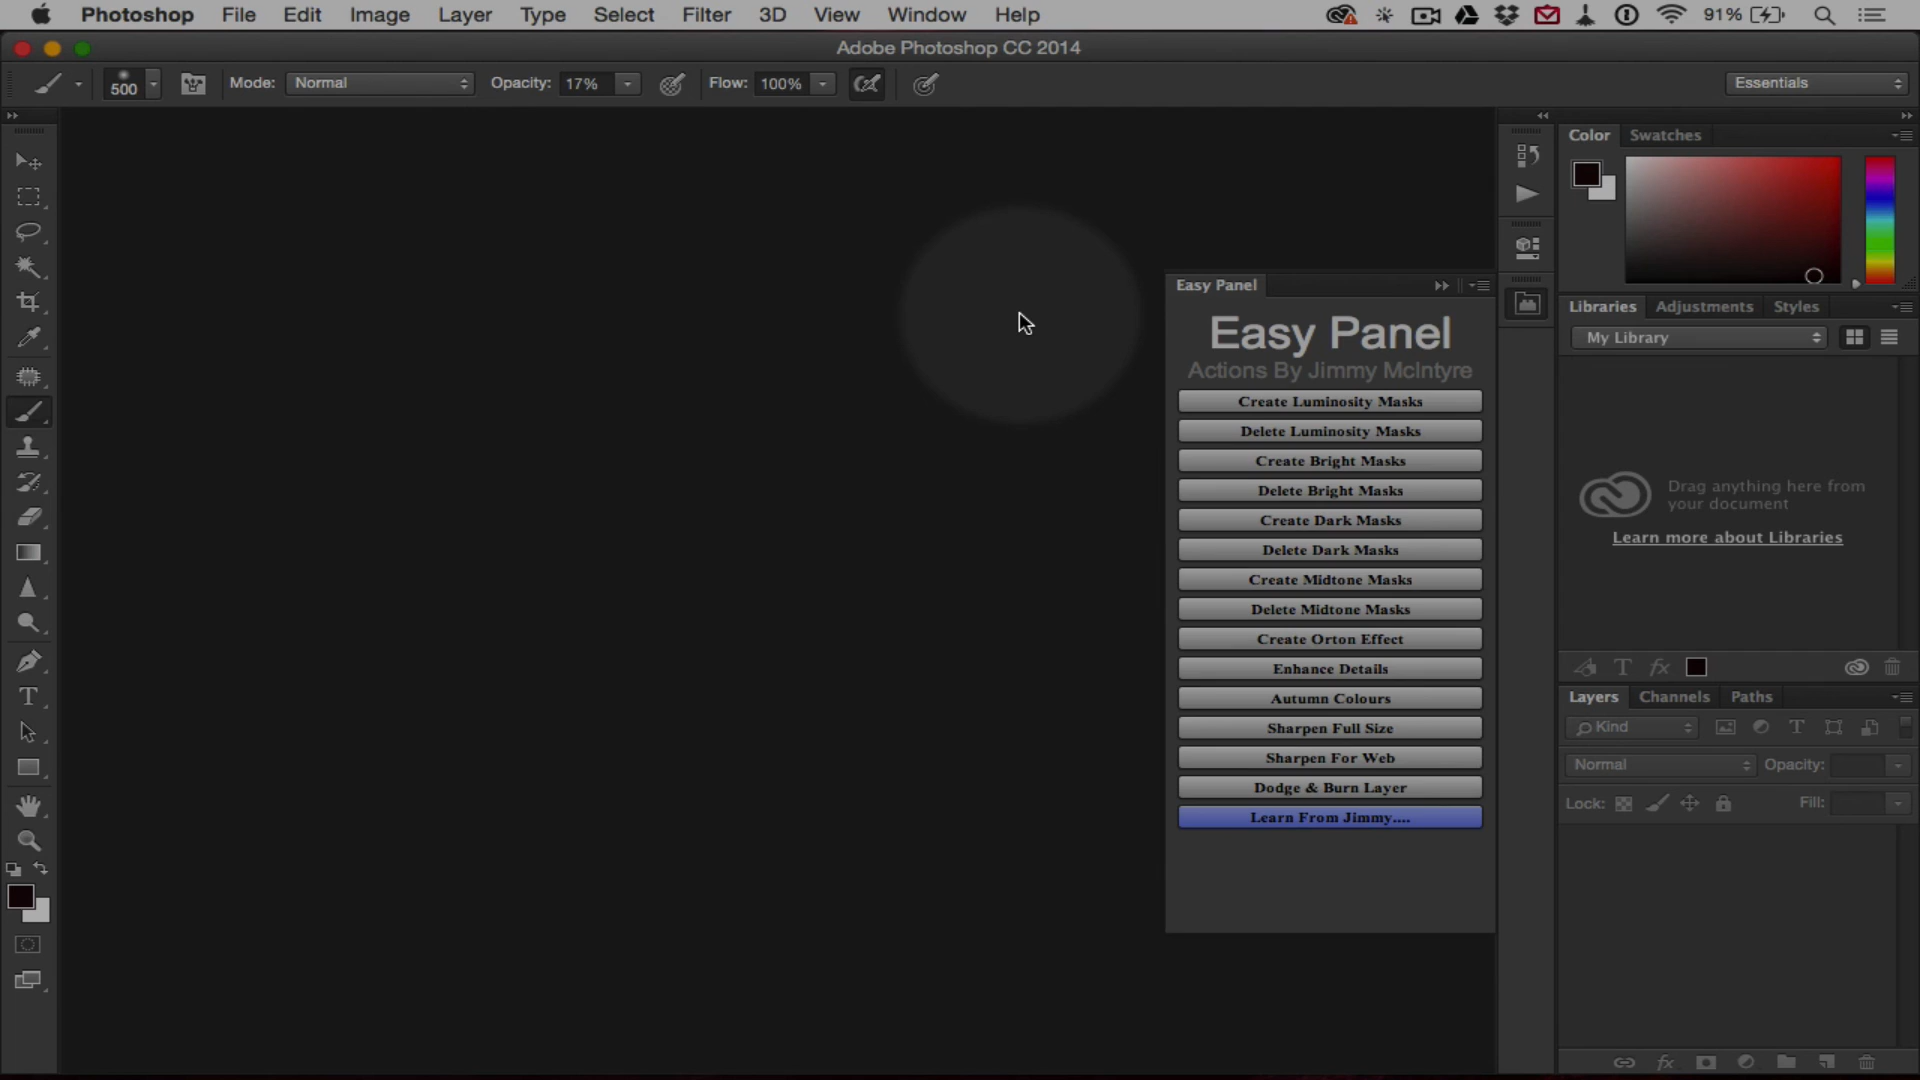 Photoshop File Edit Image Layer Type Select Filter 3D View Window Help 91%
Adobe Photoshop CC 2014
500 Mode: Normal Opacity: 17% Flow: 100% Essentials
Color Swatches
Easy Panel
Easy Panel
Actions By Jimmy McIntyre
Create Luminosity Masks
Delete Luminosity Masks
Create Bright Masks
Delete Bright Masks
Create Dark Masks
Delete Dark Masks
Create Midtone Masks
Delete Midtone Masks
Create Orton Effect
Enhance Details
Autumn Colours
Sharpen Full Size
Sharpen For Web
Dodge & Burn Layer
Learn From Jimmy....
Libraries Adjustments Styles
My Library
Drag anything here from
your document
Learn more about Libraries
Layers Channels Paths
Kind
Normal Opacity:
Lock: Fill: